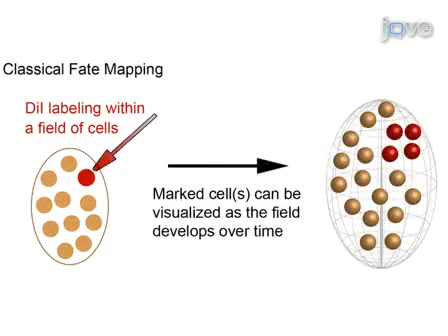 jove
Classical Fate Mapping
DiI labeling within
a field of cells
Marked cell(s) can be
visualized as the field
develops over time